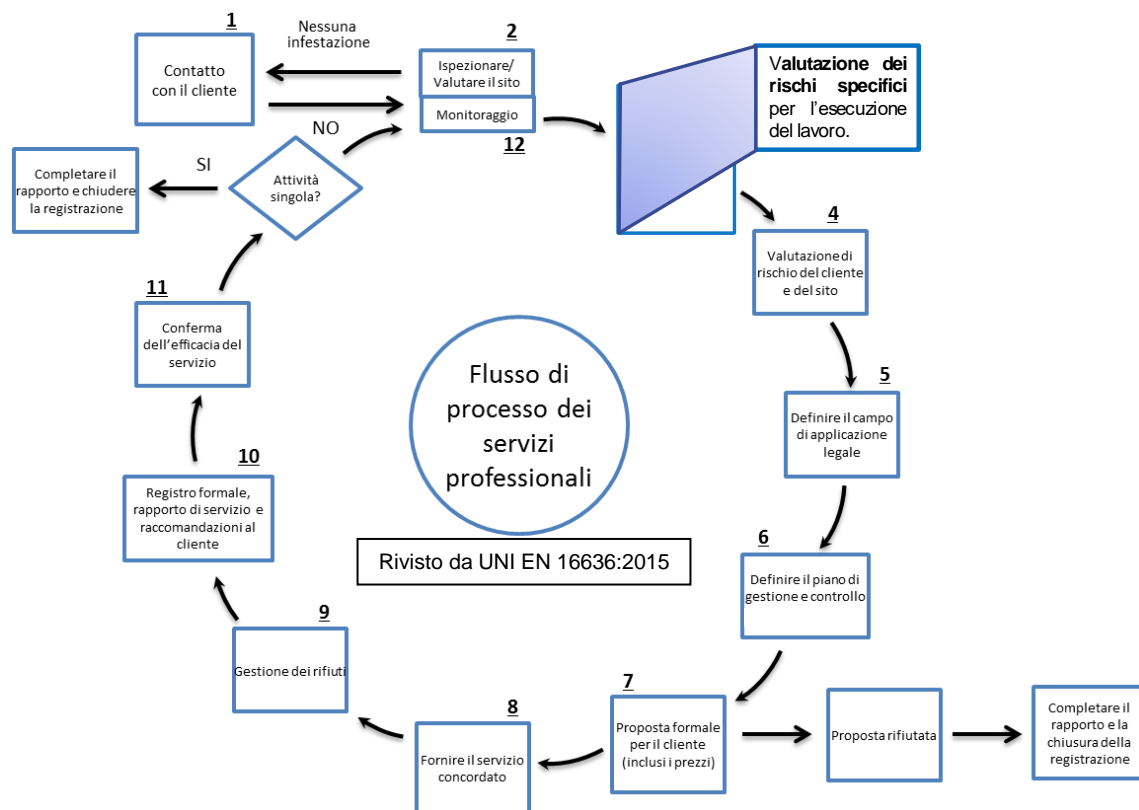 1
Contatto
con il cliente
Nessuna
infestazione
2
Ispezionare/
Valutare il sito
Monitoraggio
12
Valutazione dei
rischi specifici
per l'esecuzione
del lavoro.
4
Valutazione di
rischio del cliente
e del sito
5
Definire il campo
di applicazione
legale
6
Definire il piano di
gestione e controllo
7
Proposta formale
per il cliente
(inclusi i prezzi)
Proposta rifiutata
Completare il
rapporto e la
chiusura della
registrazione
8
Fornire il servizio
concordato
9
Gestione dei rifiuti
10
Registro formale,
rapporto di servizio e
raccomandazioni al
cliente
11
Conferma
dell'efficacia del
servizio
Attività
singola?
NO
SI
Completare il
rapporto e chiudere
la registrazione
Flusso di
processo dei
servizi
professionali
Rivisto da UNI EN 16636:2015